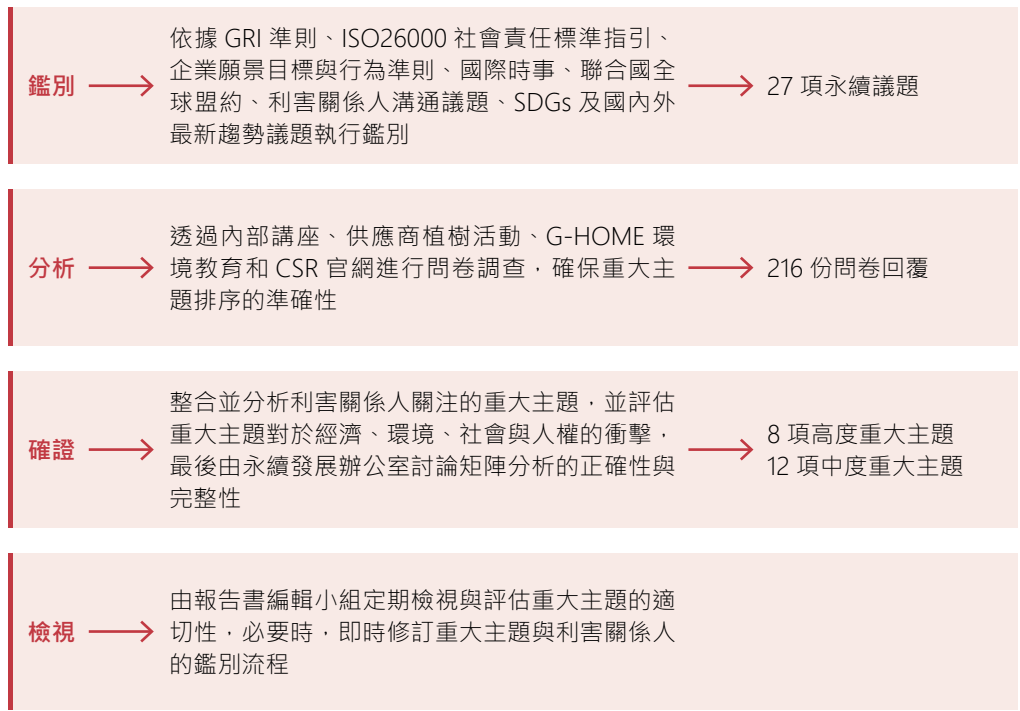 鑑別
依據 GRI 準則、ISO26000 社會責任標準指引、
企業願景目標與行為準則、國際時事、聯合國全
球盟約、利害關係人溝通議題、SDGs 及國內外
最新趨勢議題執行鑑別
27 項永續議題
分析
透過內部講座、供應商植樹活動、G-HOME 環
境教育和 CSR 官網進行問卷調查，確保重大主
題排序的準確性
216 份問卷回覆
確證
整合並分析利害關係人關注的重大主題，並評估
重大主題對於經濟、環境、社會與人權的衝擊，
最後由永續發展辦公室討論矩陣分析的正確性與
完整性
8 項高度重大主題
12 項中度重大主題
檢視
由報告書編輯小組定期檢視與評估重大主題的適
切性，必要時，即時修訂重大主題與利害關係人
的鑑別流程